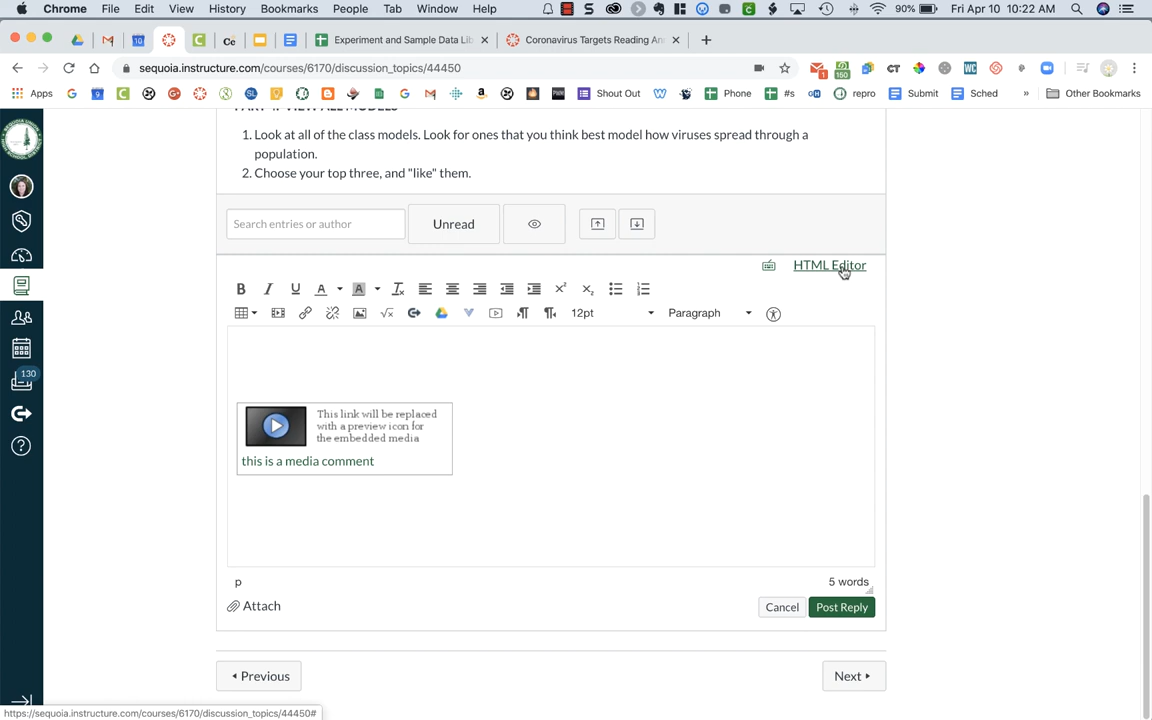 Chrome File Edit View History Bookmarks People Tab Window Help 90% Fri Apr 10 10:22 AM
Experiment and Sample Data Lib
Coronavirus Targets Reading An
sequoia.instructure.com/courses/6170/discussion_topics/44450
Apps Shout Out Phone #s repro Submit Sched » Other Bookmarks
1. Look at all of the class models. Look for ones that you think best model how viruses spread through a
population.
2. Choose your top three, and "like" them.
Search entries or author Unread
HTML Editor
12pt Paragraph
This link will be replaced
with a preview icon for
the embedded media
this is a media comment
130
p 5 words
Attach Cancel Post Reply
Previous Next
https://sequoia.instructure.com/courses/6170/discussion_topics/44450#